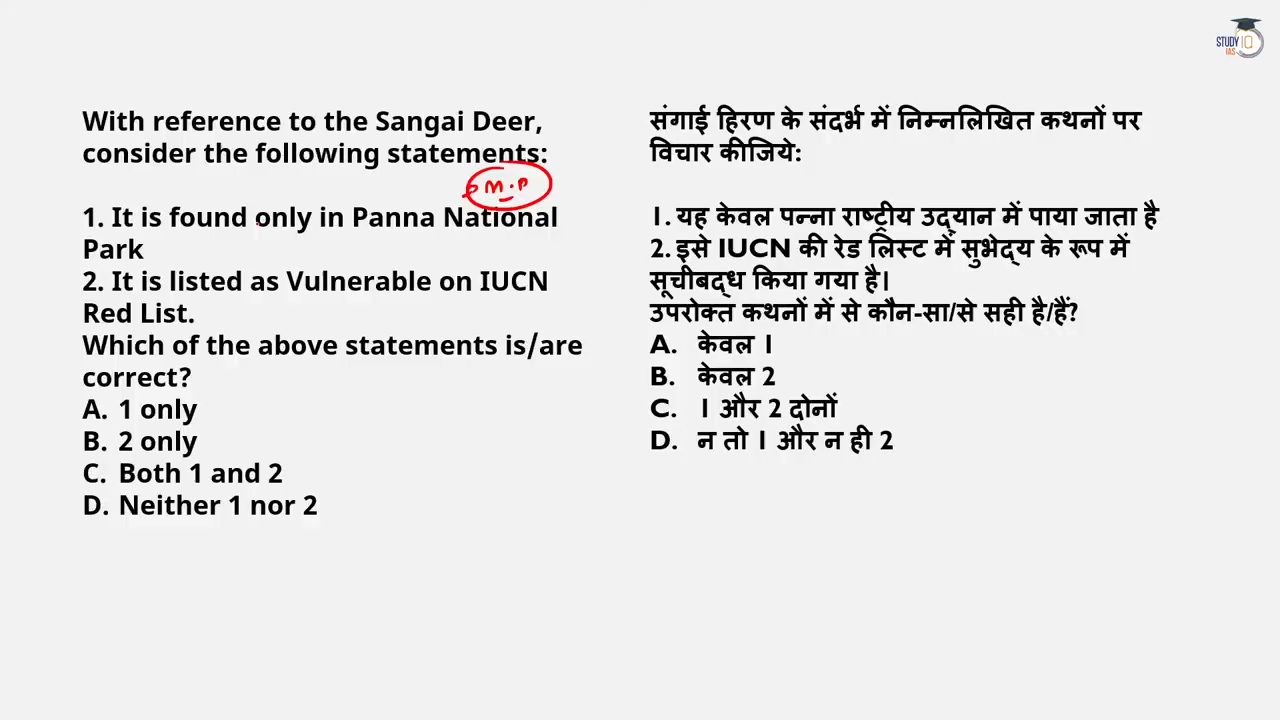 STUDY IQ
IAS
With reference to the Sangai Deer,
consider the following statements:
M.P
1. It is found only in Panna National
Park
2. It is listed as Vulnerable on IUCN
Red List.
Which of the above statements is/are
correct?
A. 1 only
B. 2 only
C. Both 1 and 2
D. Neither 1 nor 2
संगाई हिरण के संदर्भ में निम्नलिखित कथनों पर
विचार कीजिये:
1. यह केवल पन्ना राष्ट्रीय उद्यान में पाया जाता है
2. इसे IUCN की रेड लिस्ट में सुभेद्य के रूप में
सूचीबद्ध किया गया है।
उपरोक्त कथनों में से कौन-सा/से सही है/हैं?
A. केवल 1
B. केवल 2
C. 1 और 2 दोनों
D. न तो 1 और न ही 2